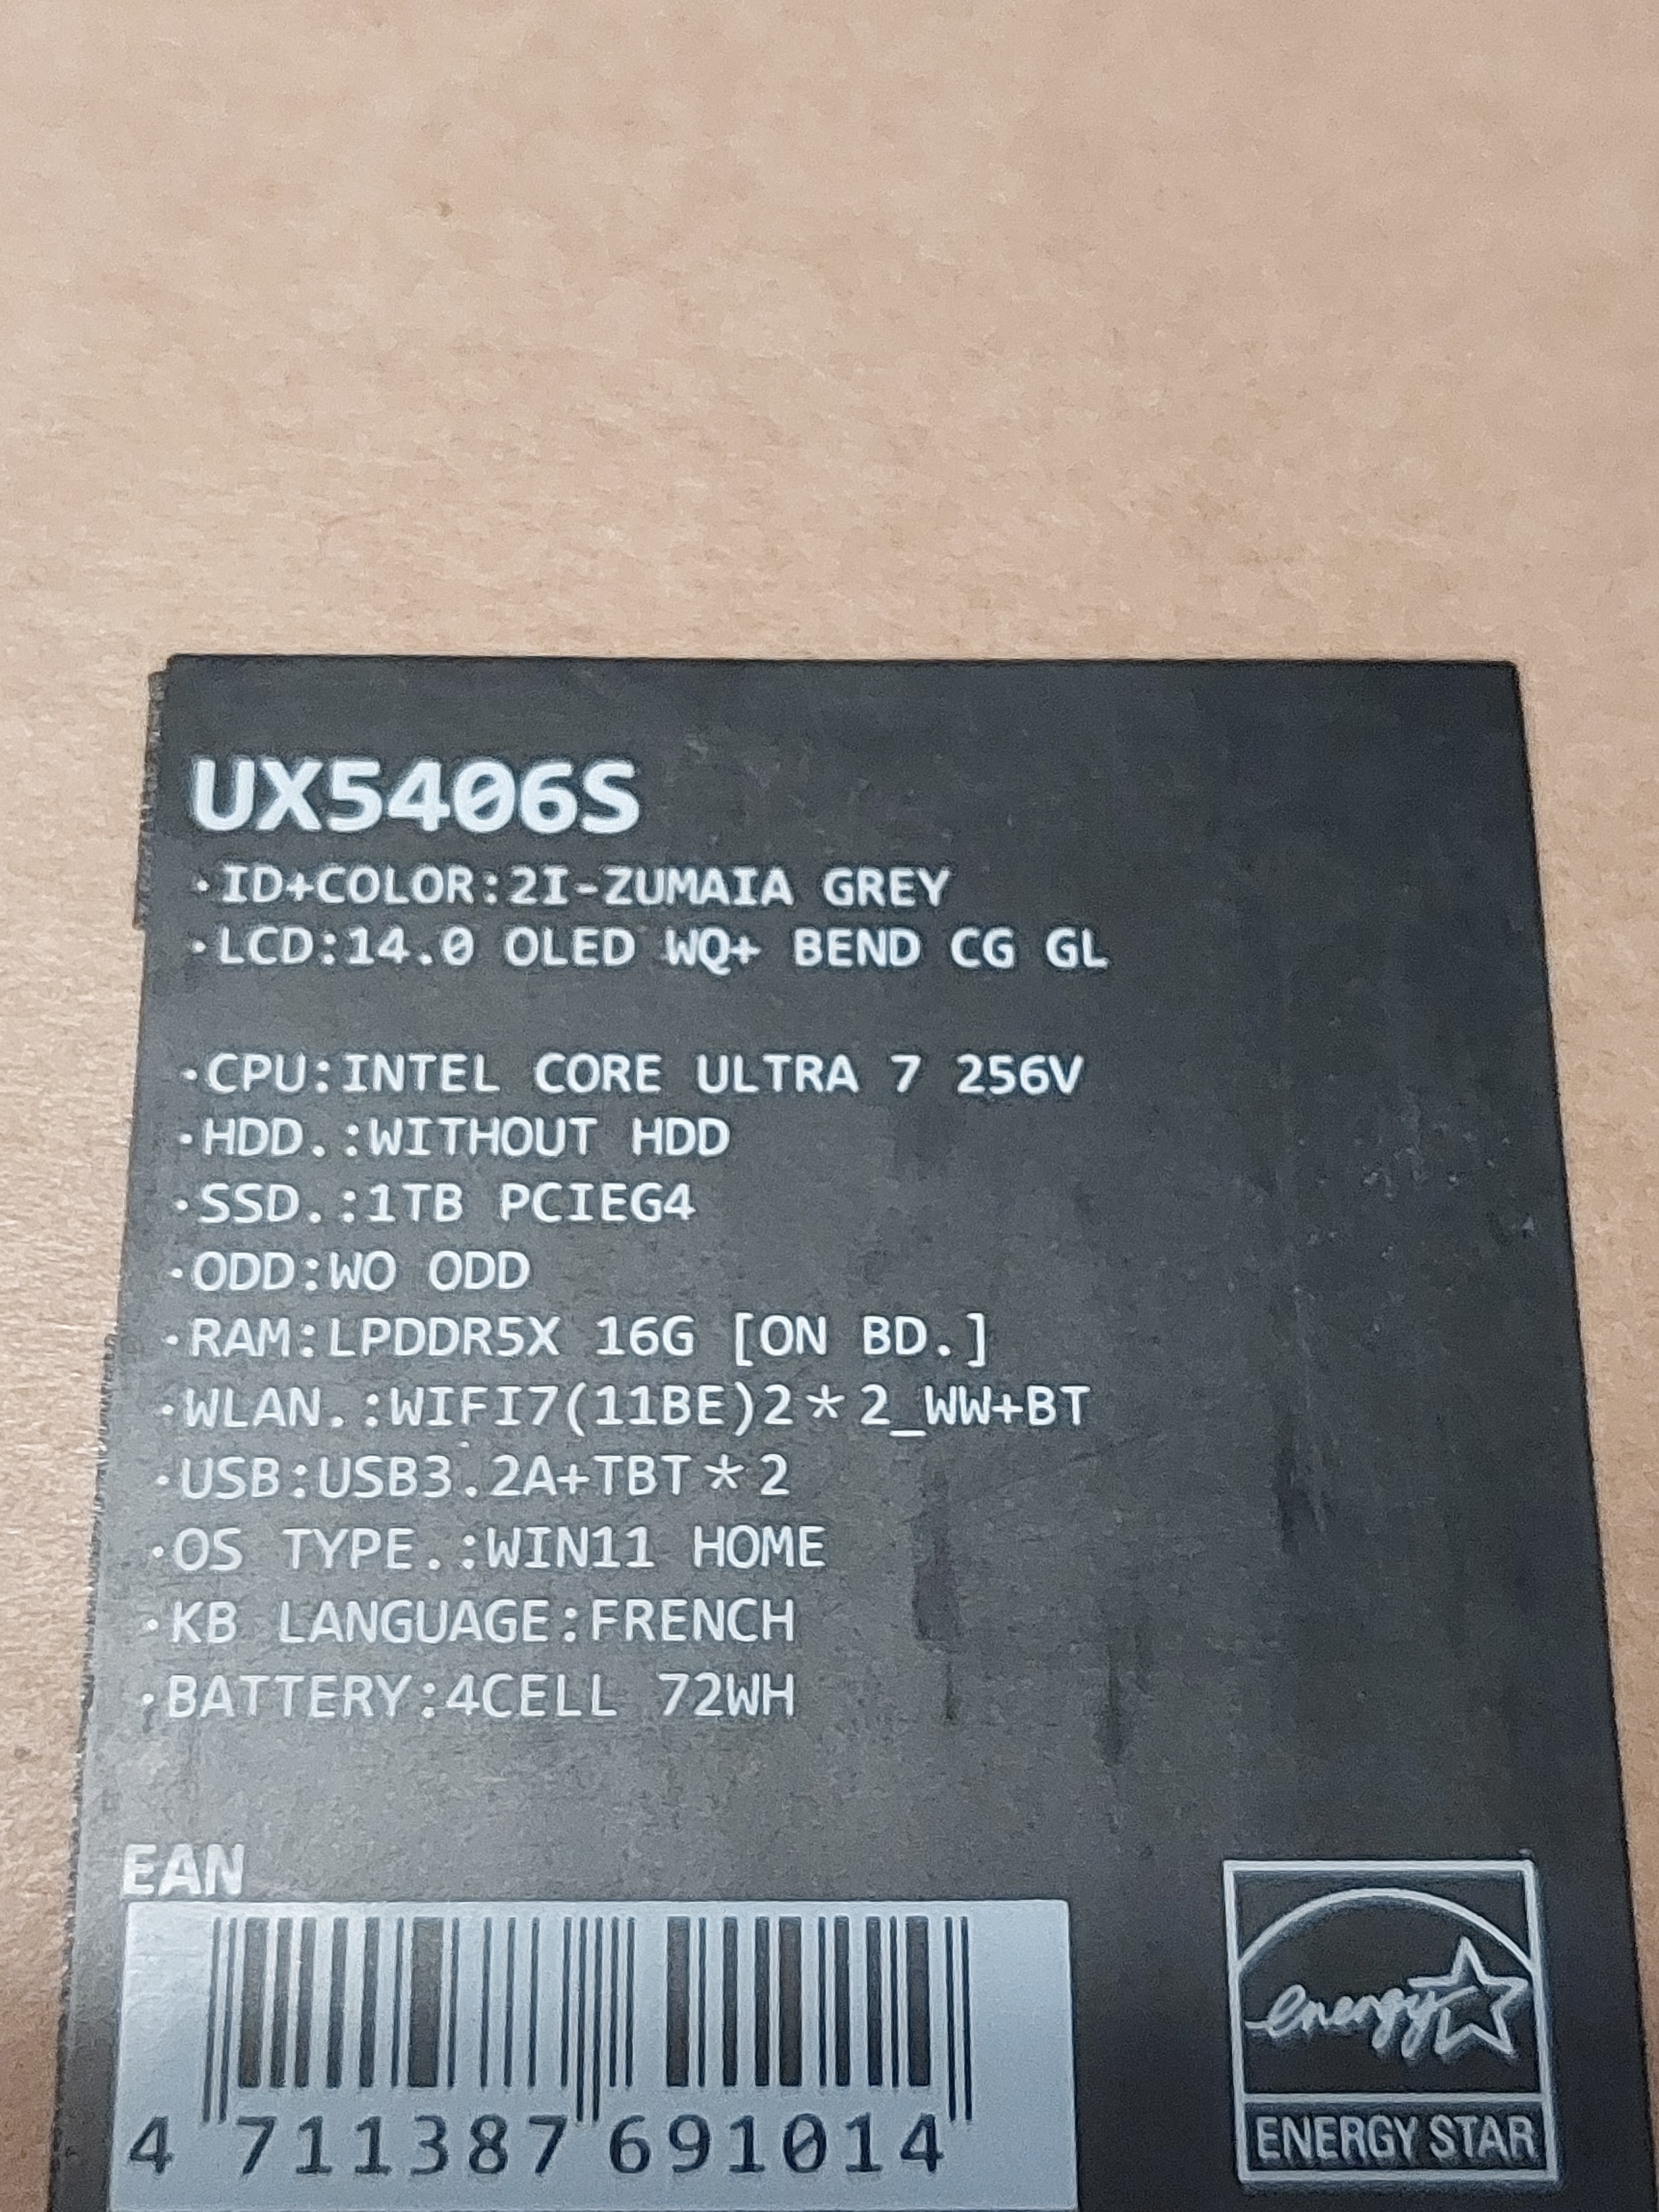 UX5406S
·ID+COLOR:2I-ZUMAIA GREY
·LCD:14.0 OLED WQ+ BEND CG GL
·CPU:INTEL CORE ULTRA 7 256V
·HDD.:WITHOUT HDD
·SSD.:1TB PCIEG4
·ODD:WO ODD
·RAM:LPDDR5X 16G [ON BD.]
·WLAN.:WIFI7(11BE)2*2_WW+BT
·USB:USB3.2A+TBT*2
·OS TYPE.:WIN11 HOME
·KB LANGUAGE:FRENCH
·BATTERY:4CELL 72WH
EAN
4 711387 691014
energy
ENERGY STAR